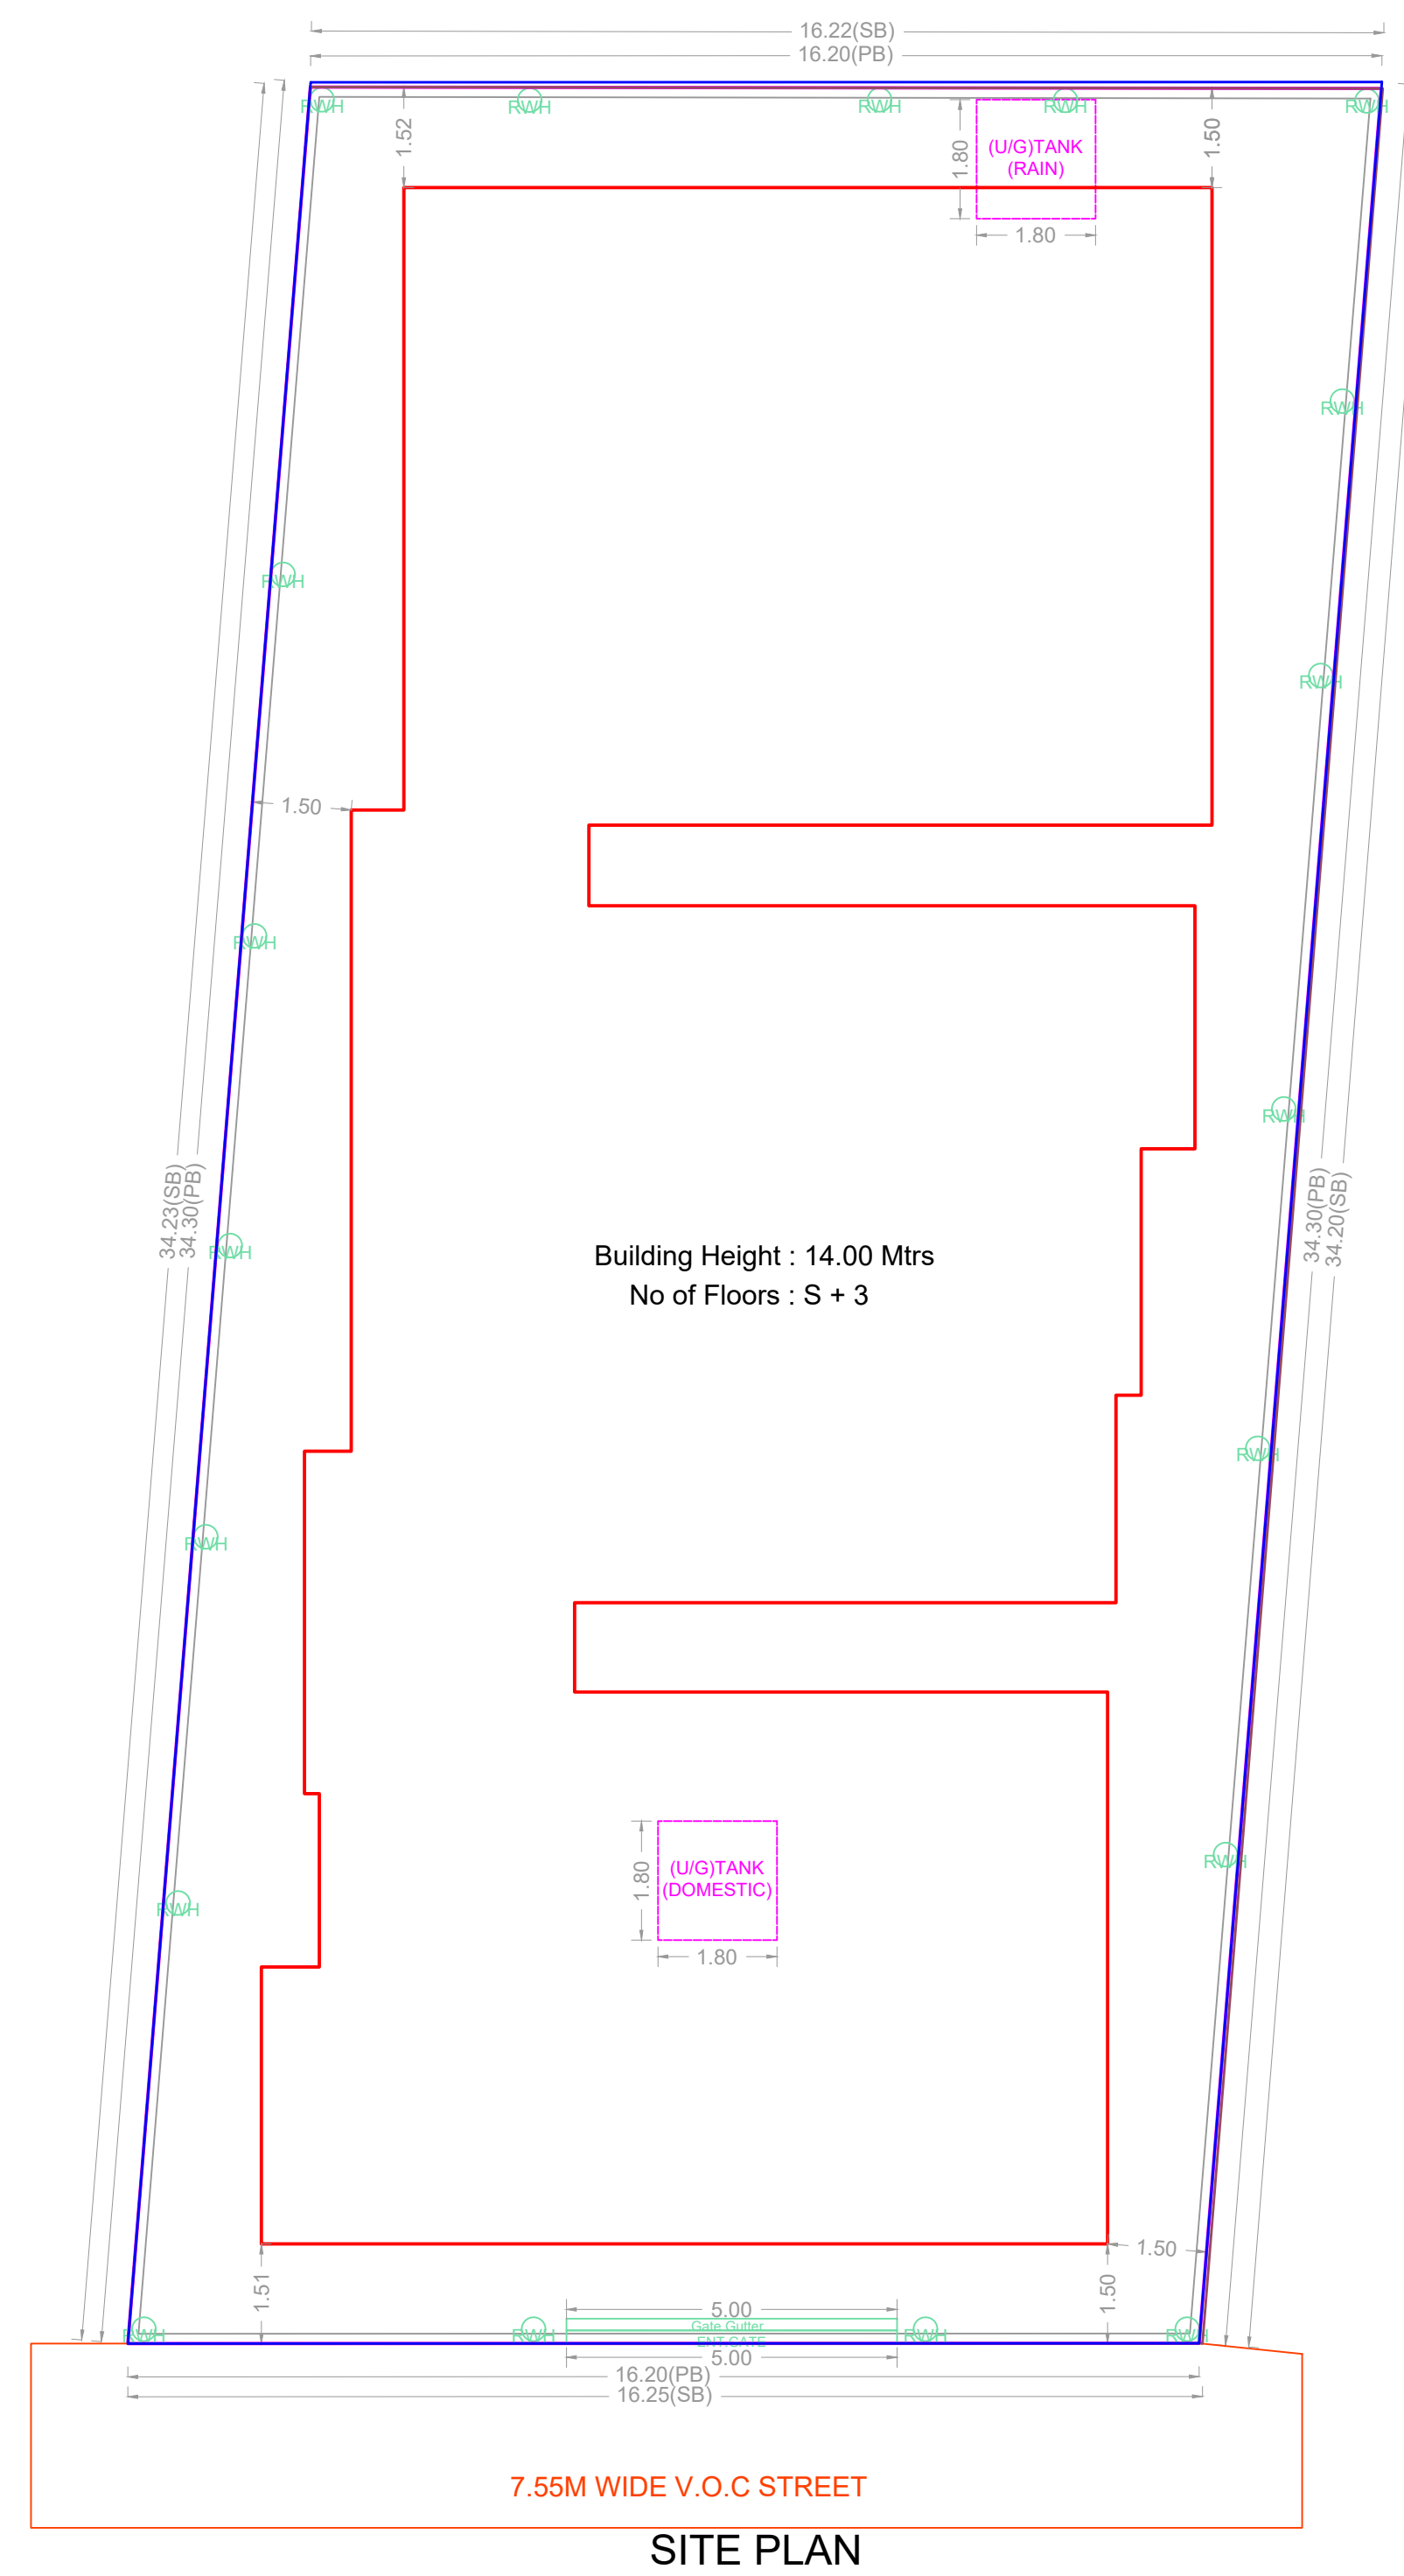 16.22(SB)
16.20(PB)
RWH
RWH
RWH
RWH
RWH
1.52
1.80
(U/G)TANK
(RAIN)
1.50
1.80
RWH
RWH
RWH
1.50
RWH
RWH
34.23(SB)
34.30(PB)
34.30(PB)
34.20(SB)
RWH
Building Height : 14.00 Mtrs
No of Floors : S + 3
RWH
RWH
RWH
1.80
(U/G)TANK
(DOMESTIC)
RWH
1.80
1.51
1.50
1.50
5.00
Gate Gutter
RWH
RWH
ENT.GATE
RWH
RWH
5.00
16.20(PB)
16.25(SB)
7.55M WIDE V.O.C STREET
SITE PLAN